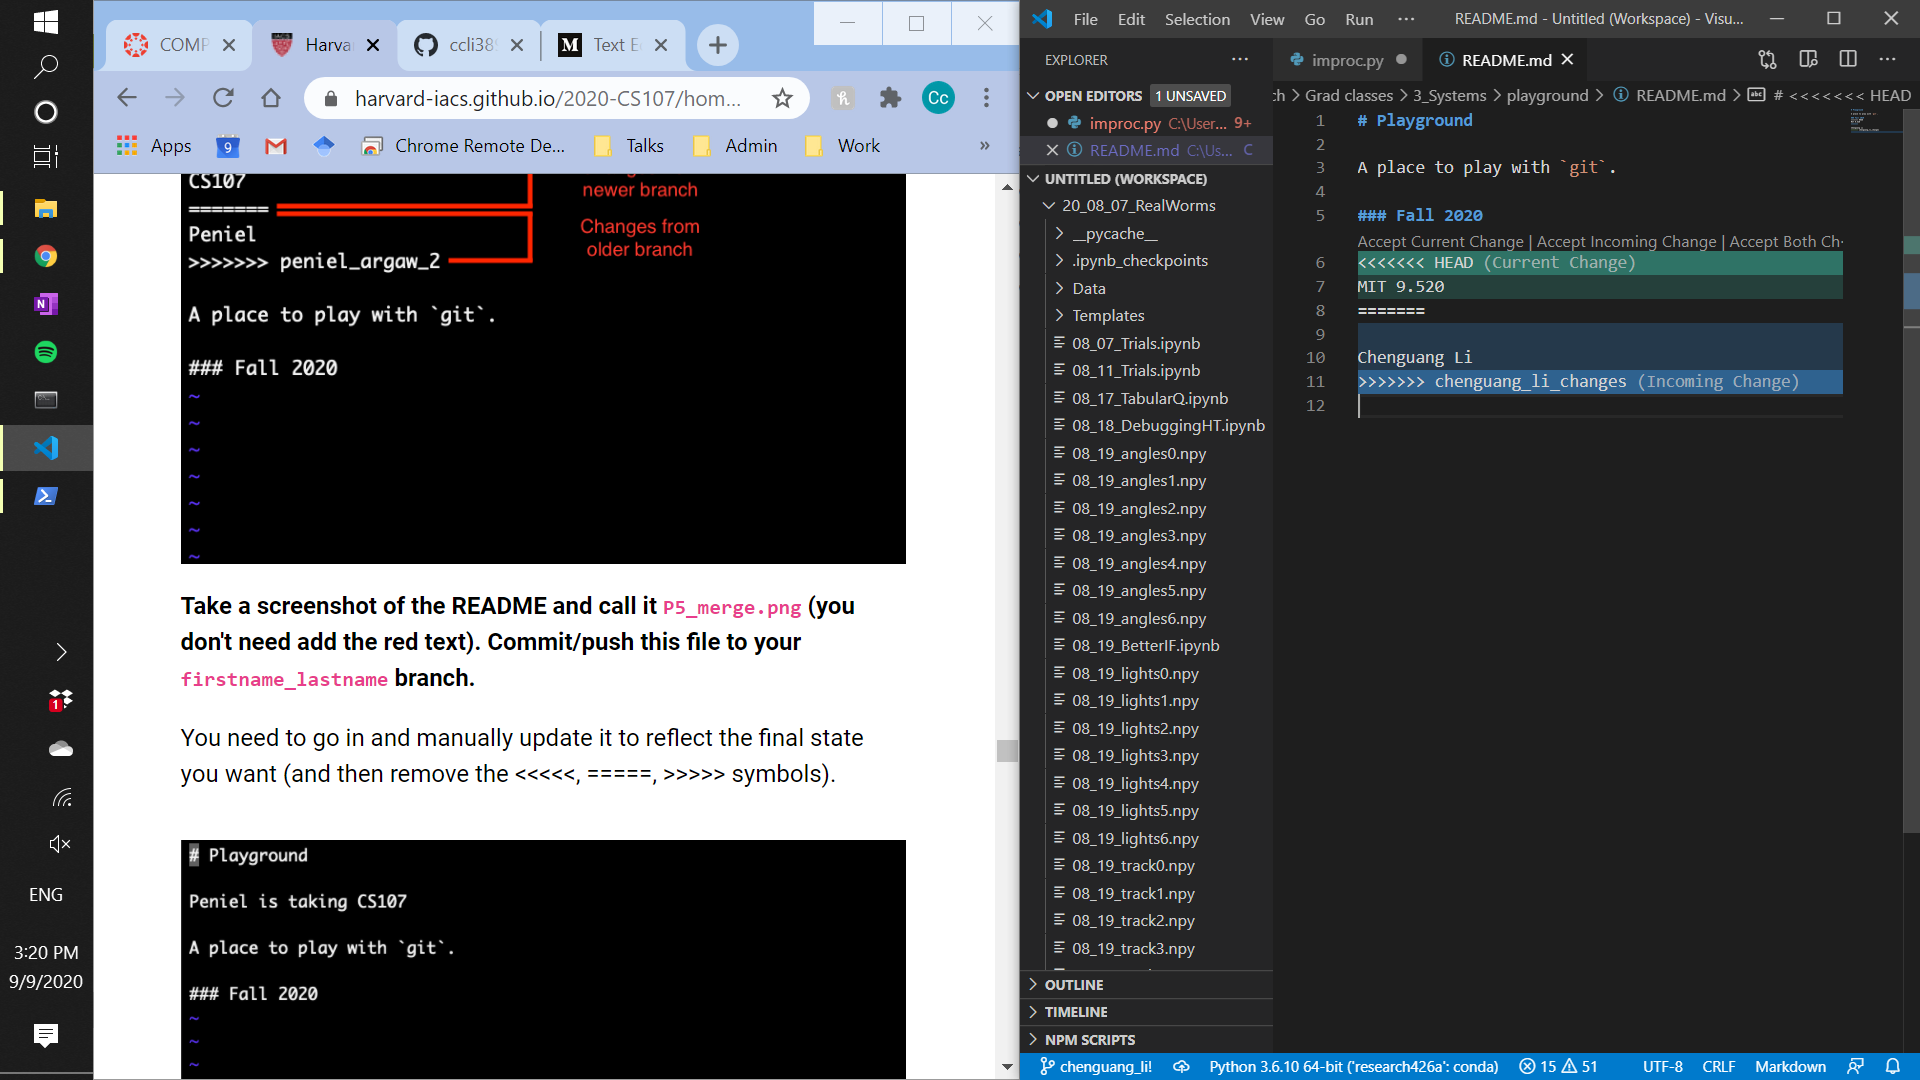 COMP
Harva
ccli389
Text E
harvard-iacs.github.io/2020-CS107/hom...
Cc
Apps
9
Chrome Remote De...
Talks
Admin
Work
»
CS107
=======
Peniel
>>>>>>> peniel_argaw_2
newer branch
Changes from
older branch
A place to play with `git`.
### Fall 2020
~
~
~
~
~
~
~
Take a screenshot of the README and call it P5_merge.png (you
don't need add the red text). Commit/push this file to your
firstname_lastname branch.
You need to go in and manually update it to reflect the final state
you want (and then remove the <<<<<, =====, >>>>> symbols).
# Playground
Peniel is taking CS107
A place to play with `git`.
### Fall 2020
~
~
~
1
ENG
3:20 PM
9/9/2020
File Edit Selection View Go Run ··· README.md - Untitled (Workspace) - Visu...
EXPLORER ···
improc.py
README.md
OPEN EDITORS 1 UNSAVED
improc.py C:\User... 9+
README.md C:\Us... C
UNTITLED (WORKSPACE)
20_08_07_RealWorms
__pycache__
.ipynb_checkpoints
Data
Templates
08_07_Trials.ipynb
08_11_Trials.ipynb
08_17_TabularQ.ipynb
08_18_DebuggingHT.ipynb
08_19_angles0.npy
08_19_angles1.npy
08_19_angles2.npy
08_19_angles3.npy
08_19_angles4.npy
08_19_angles5.npy
08_19_angles6.npy
08_19_BetterIF.ipynb
08_19_lights0.npy
08_19_lights1.npy
08_19_lights2.npy
08_19_lights3.npy
08_19_lights4.npy
08_19_lights5.npy
08_19_lights6.npy
08_19_track0.npy
08_19_track1.npy
08_19_track2.npy
08_19_track3.npy
OUTLINE
TIMELINE
NPM SCRIPTS
ch > Grad classes > 3_Systems > playground > README.md > # <<<<<<< HEAD
1 # Playground
2
3 A place to play with `git`.
4
5 ### Fall 2020
Accept Current Change | Accept Incoming Change | Accept Both Ch
6 <<<<<<< HEAD (Current Change)
7 MIT 9.520
8 =======
9
10 Chenguang Li
11 >>>>>>> chenguang_li_changes (Incoming Change)
12
chenguang_li! Python 3.6.10 64-bit ('research426a': conda) 15 51 UTF-8 CRLF Markdown